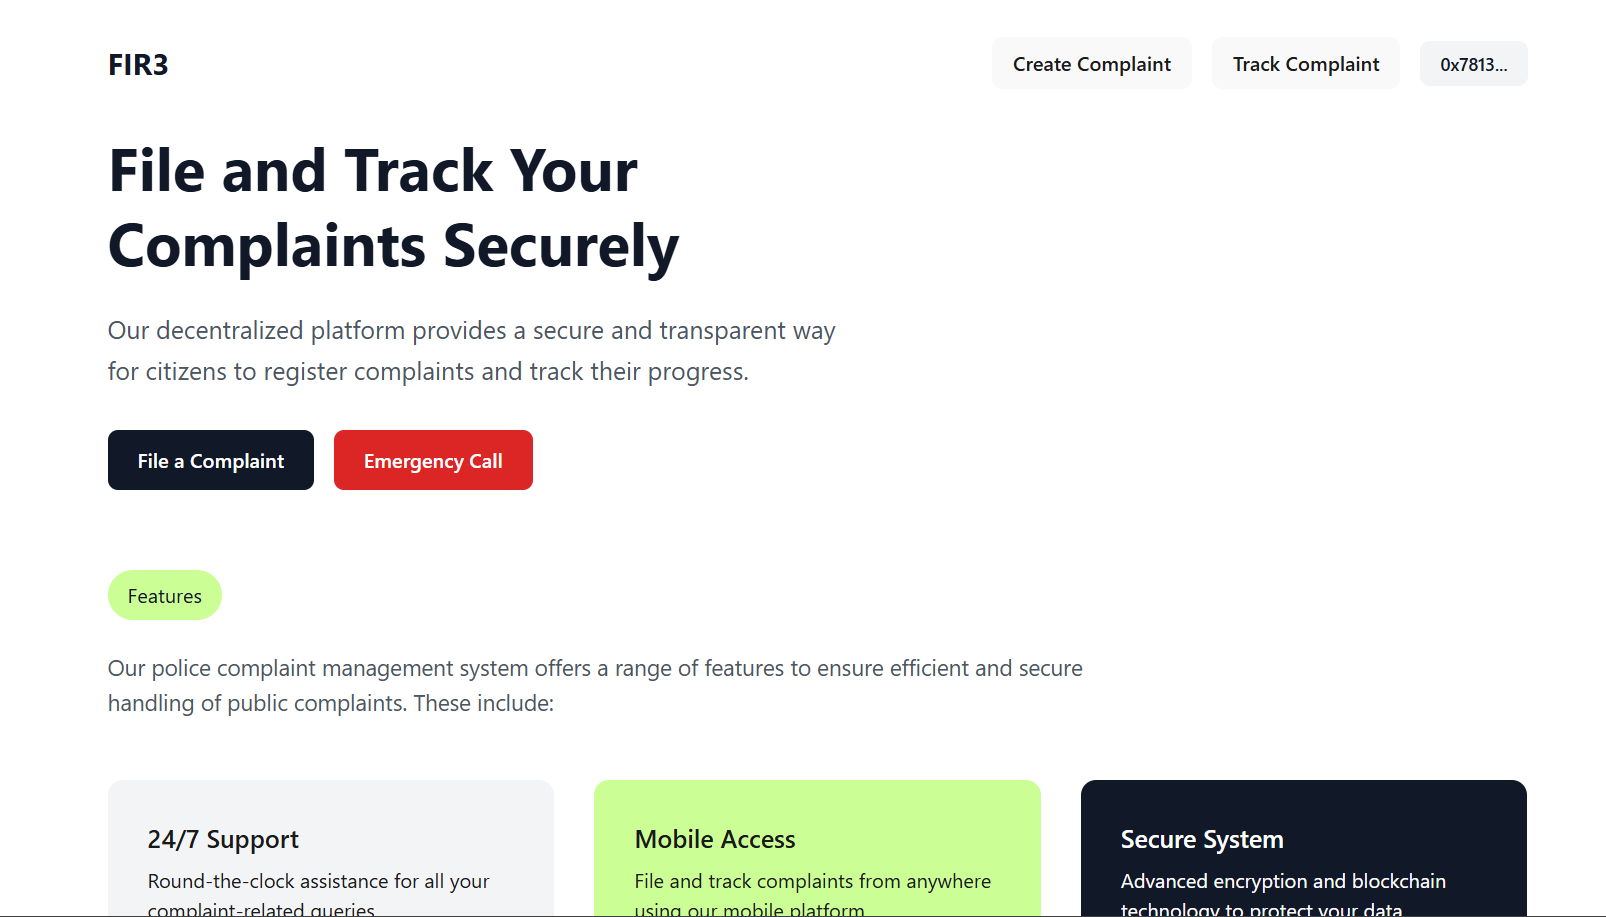 FIR3
Create Complaint
Track Complaint
0x7813...
File and Track Your
Complaints Securely
Our decentralized platform provides a secure and transparent way
for citizens to register complaints and track their progress.
File a Complaint
Emergency Call
Features
Our police complaint management system offers a range of features to ensure efficient and secure
handling of public complaints. These include:
24/7 Support
Round-the-clock assistance for all your
complaint-related queries
Mobile Access
File and track complaints from anywhere
using our mobile platform
Secure System
Advanced encryption and blockchain
technology to protect your data